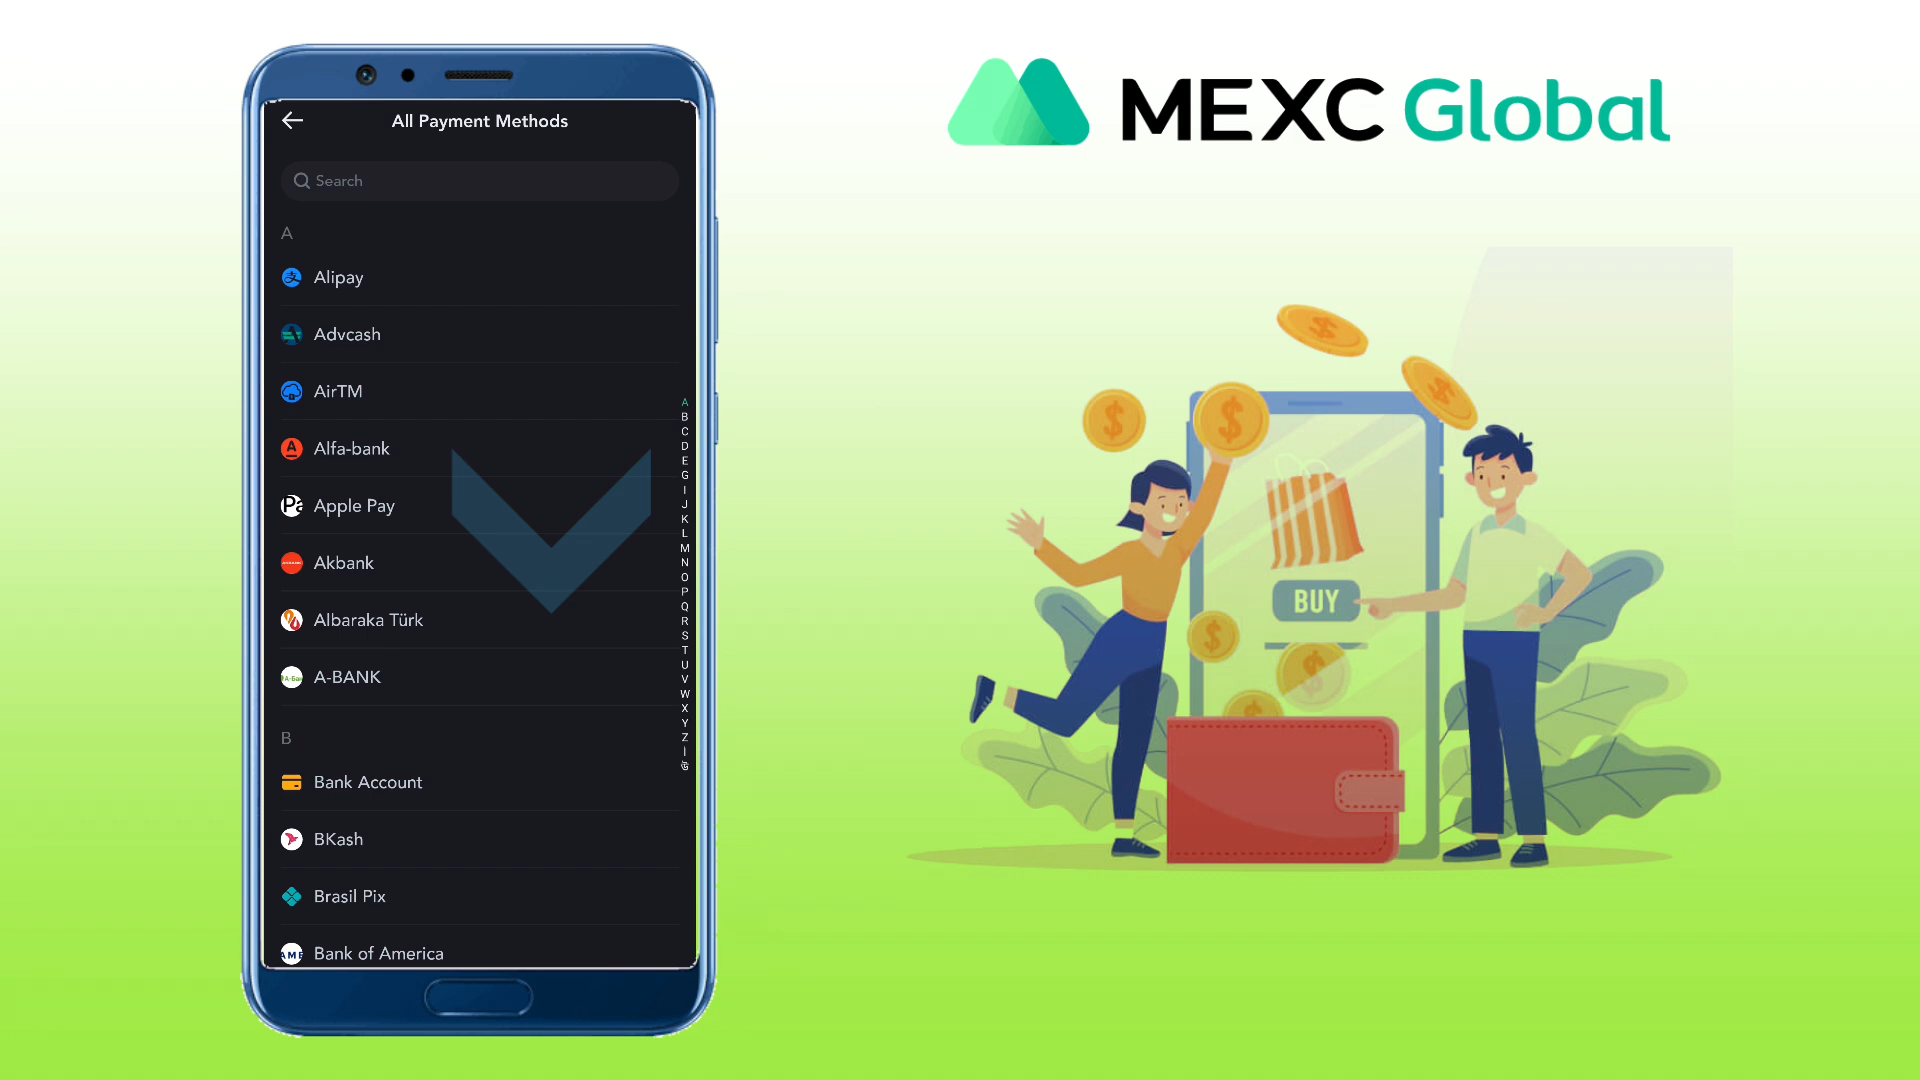 All Payment Methods
Search
A
Alipay
Advcash
AirTM
Alfa-bank
Apple Pay
Akbank
Albaraka Türk
A-BANK
B
Bank Account
BKash
Brasil Pix
Bank of America
A
B
C
D
E
G
I
J
K
L
M
N
O
P
Q
R
S
T
U
V
W
X
Y
Z
MEXC Global
BUY